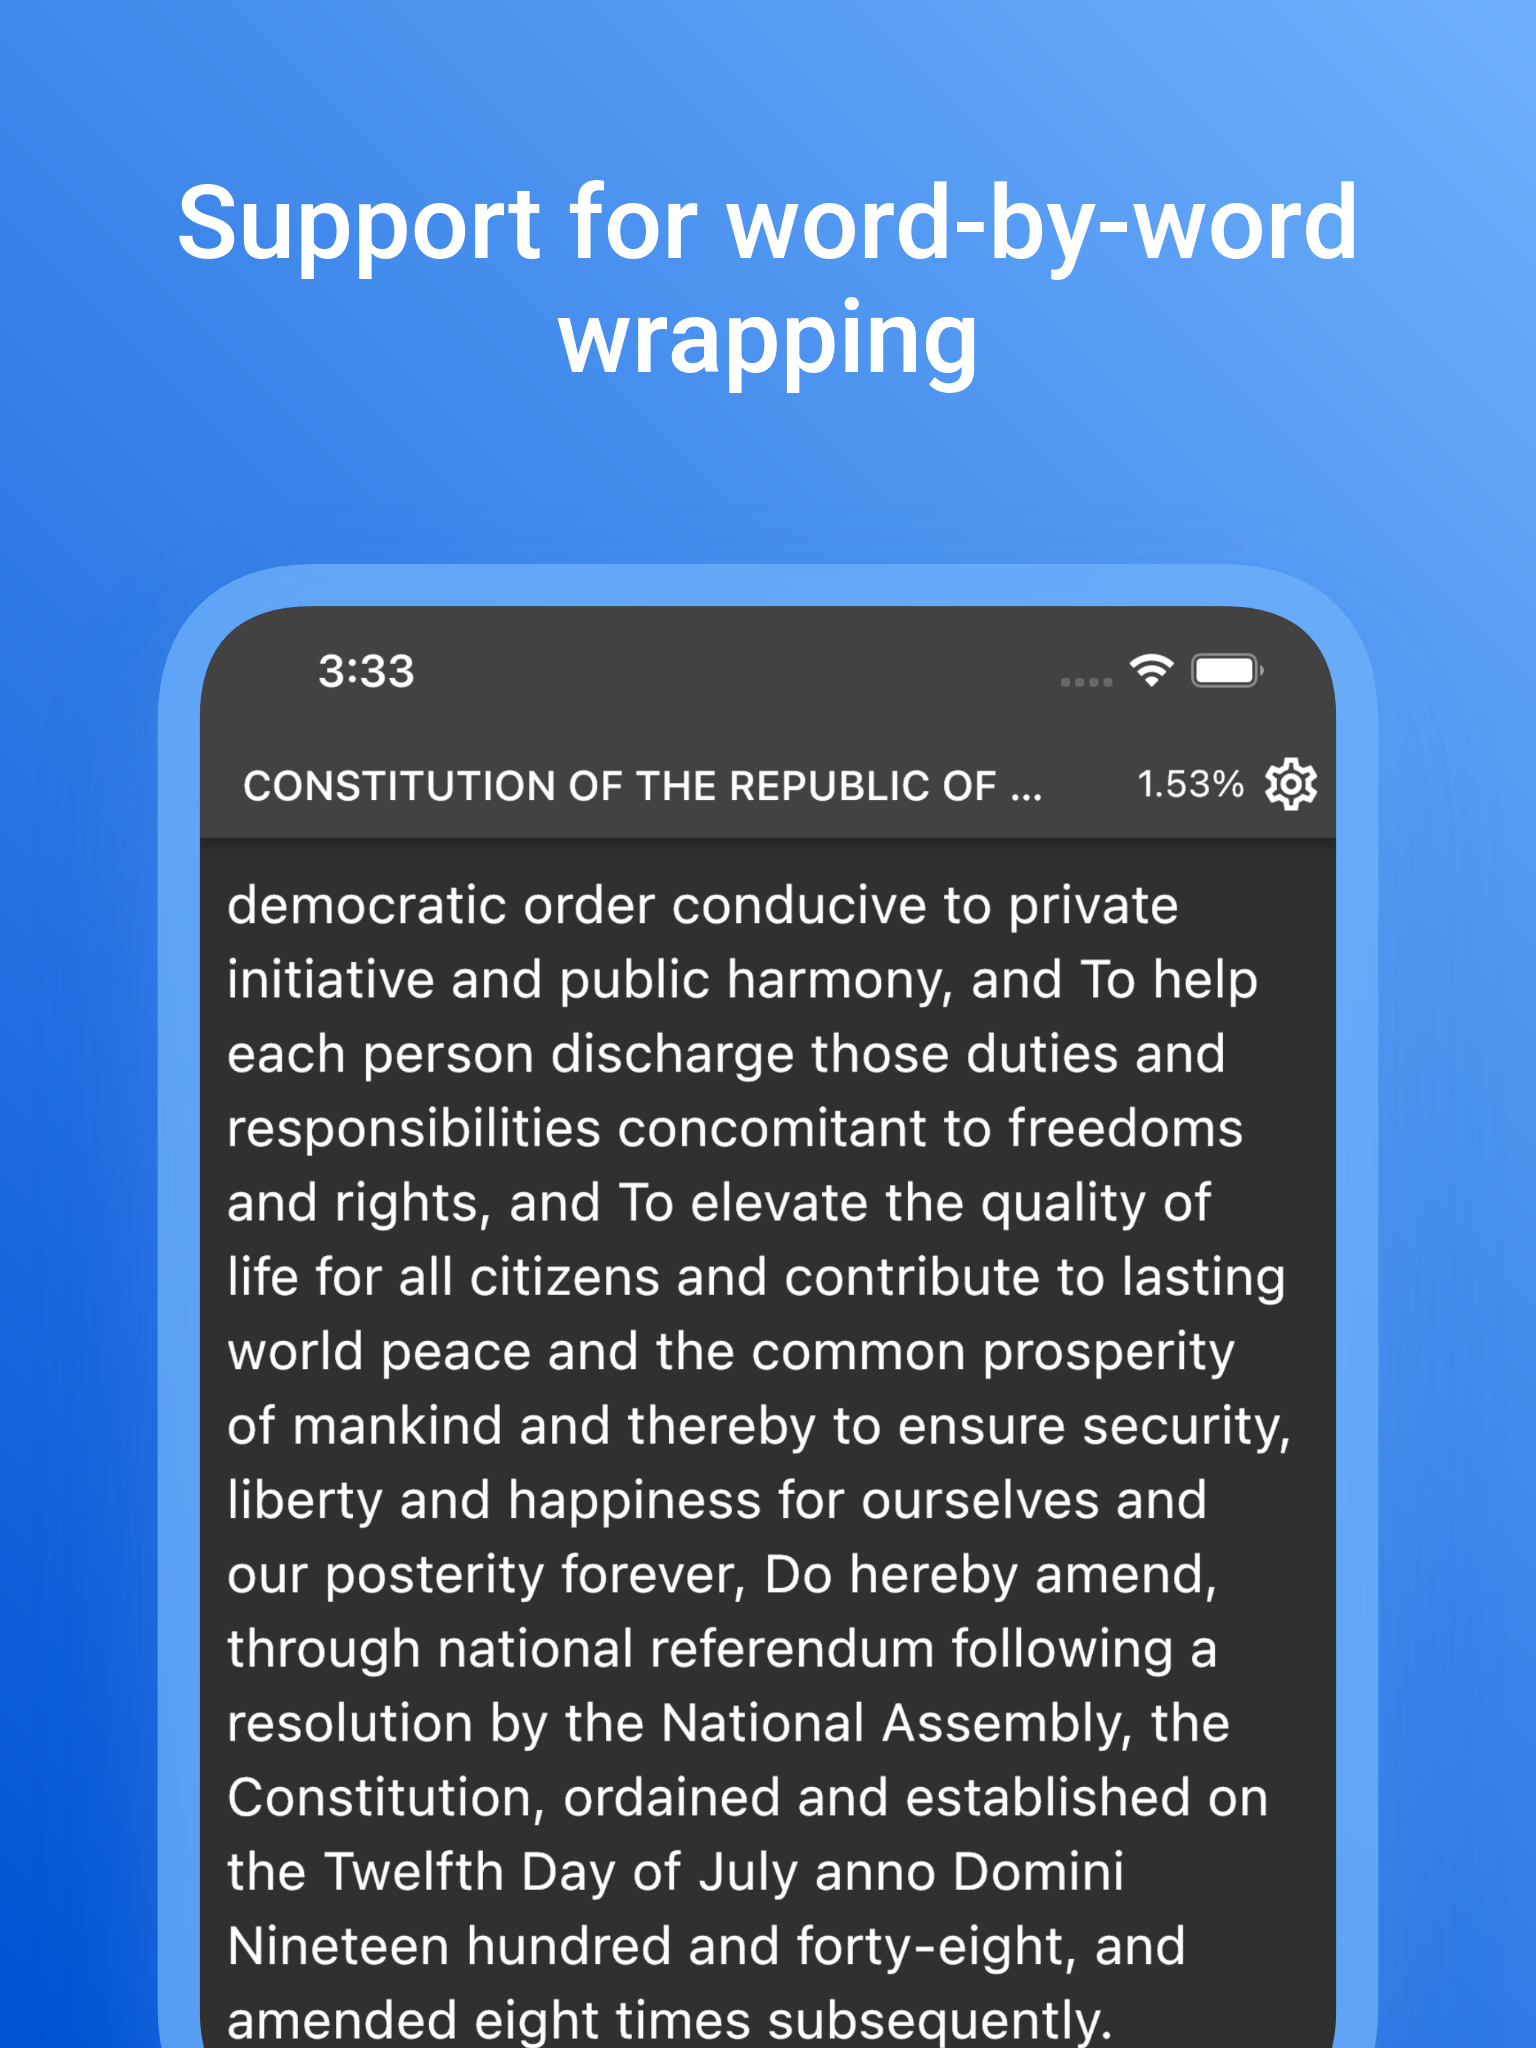 Support for word-by-word
wrapping
3:33
CONSTITUTION OF THE REPUBLIC OF ...
1.53%
democratic order conducive to private
initiative and public harmony, and To help
each person discharge those duties and
responsibilities concomitant to freedoms
and rights, and To elevate the quality of
life for all citizens and contribute to lasting
world peace and the common prosperity
of mankind and thereby to ensure security,
liberty and happiness for ourselves and
our posterity forever, Do hereby amend,
through national referendum following a
resolution by the National Assembly, the
Constitution, ordained and established on
the Twelfth Day of July anno Domini
Nineteen hundred and forty-eight, and
amended eight times subsequently.